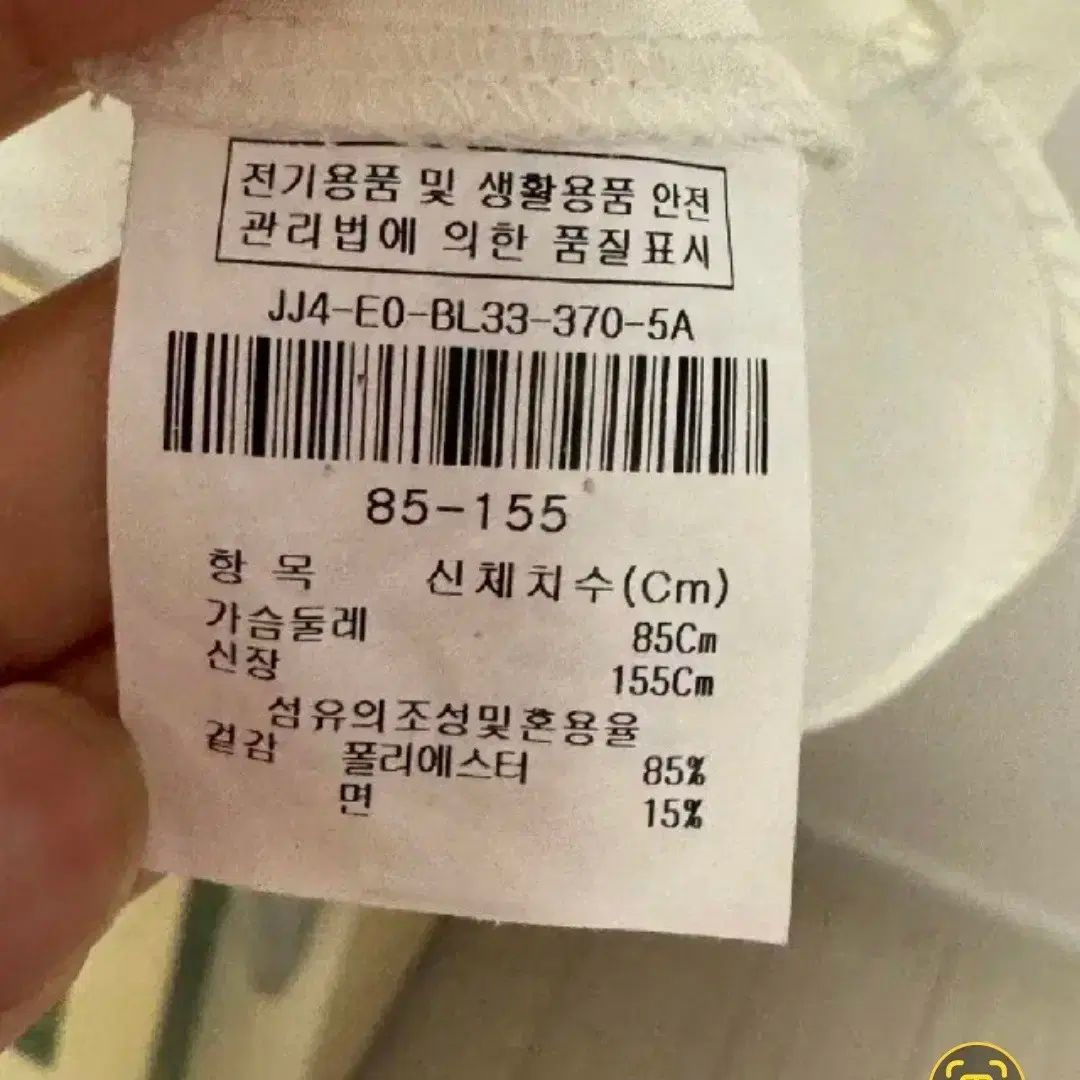 전기용품 및 생활용품 안전
관리법에 의한 품질표시
JJ4-E0-BL33-370-5A
85-155
항 목 신체치수(Cm)
가슴둘레 85Cm
신장 155Cm
섬유의조성및혼용율
겉감 폴리에스터 85%
면 15%